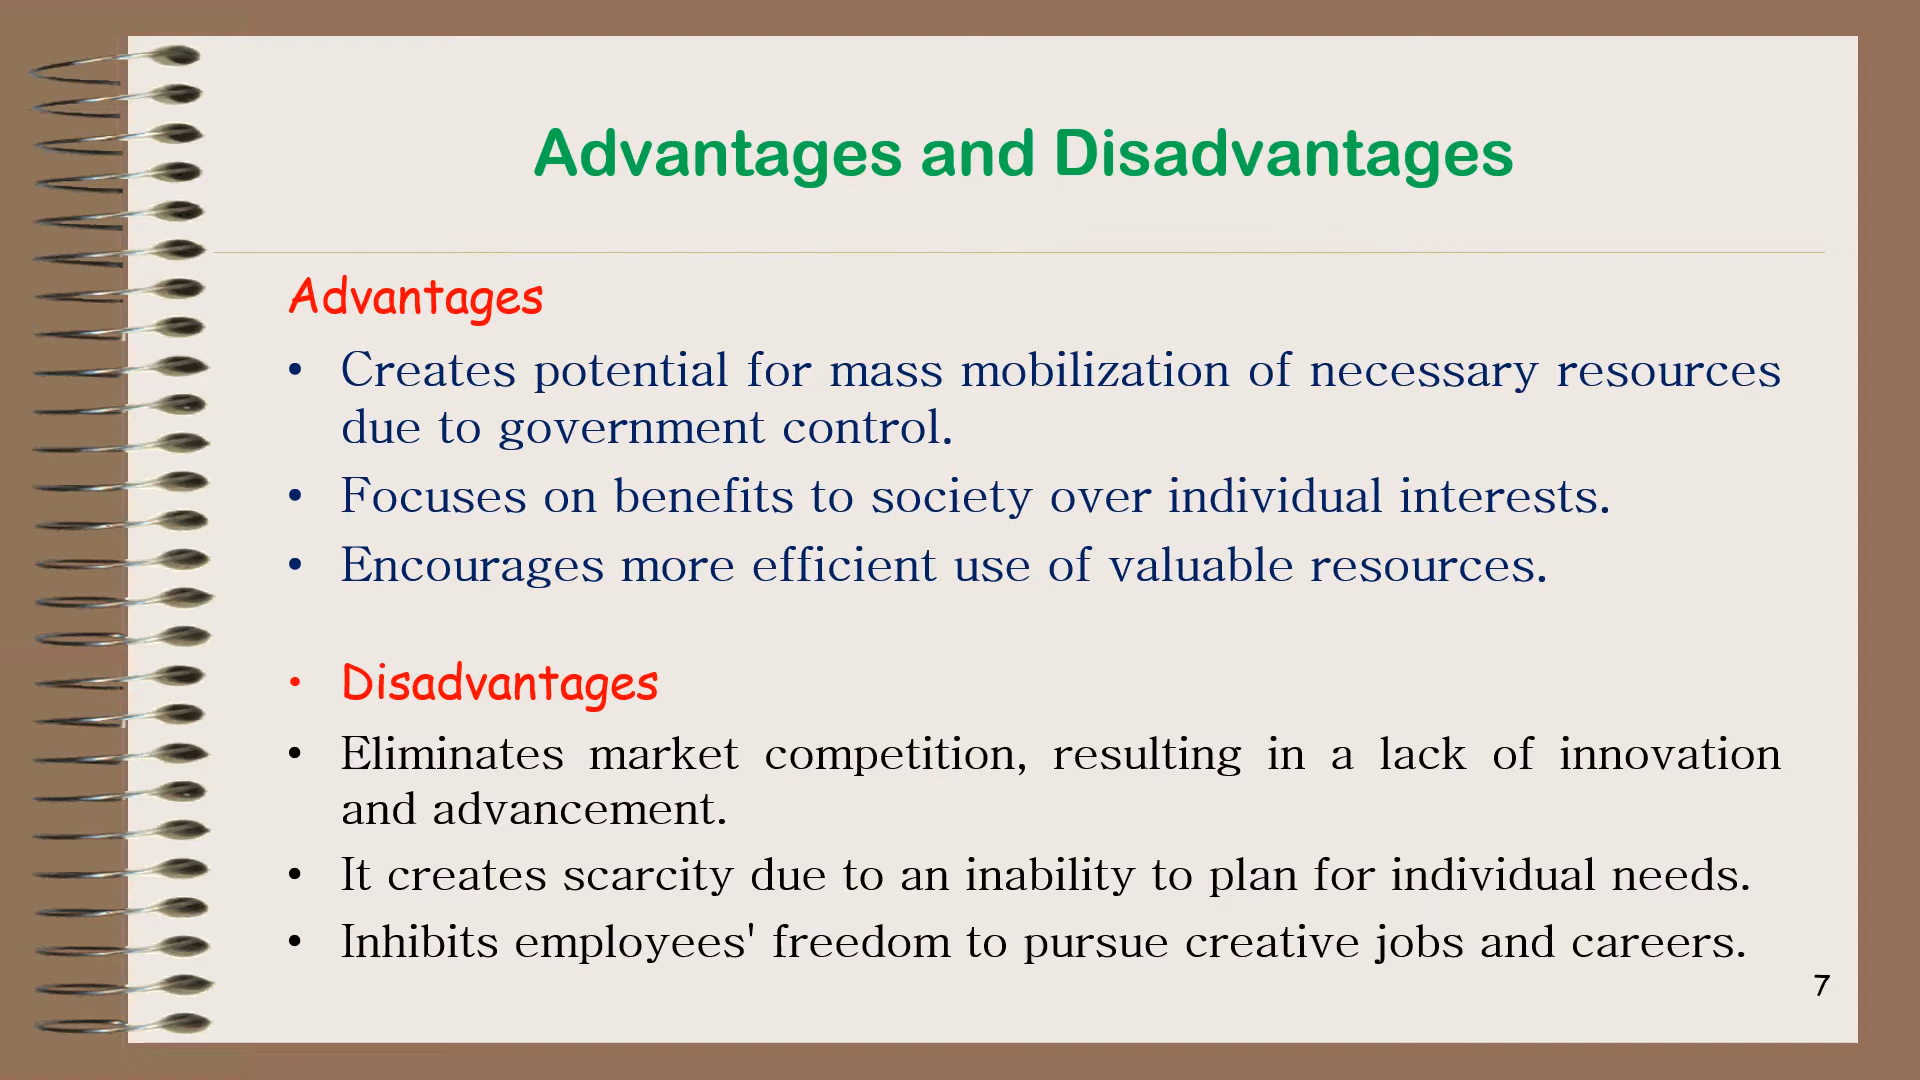 Advantages and Disadvantages
Advantages
• Creates potential for mass mobilization of necessary resources
due to government control.
• Focuses on benefits to society over individual interests.
• Encourages more efficient use of valuable resources.
• Disadvantages
• Eliminates market competition, resulting in a lack of innovation
and advancement.
• It creates scarcity due to an inability to plan for individual needs.
• Inhibits employees' freedom to pursue creative jobs and careers.
7